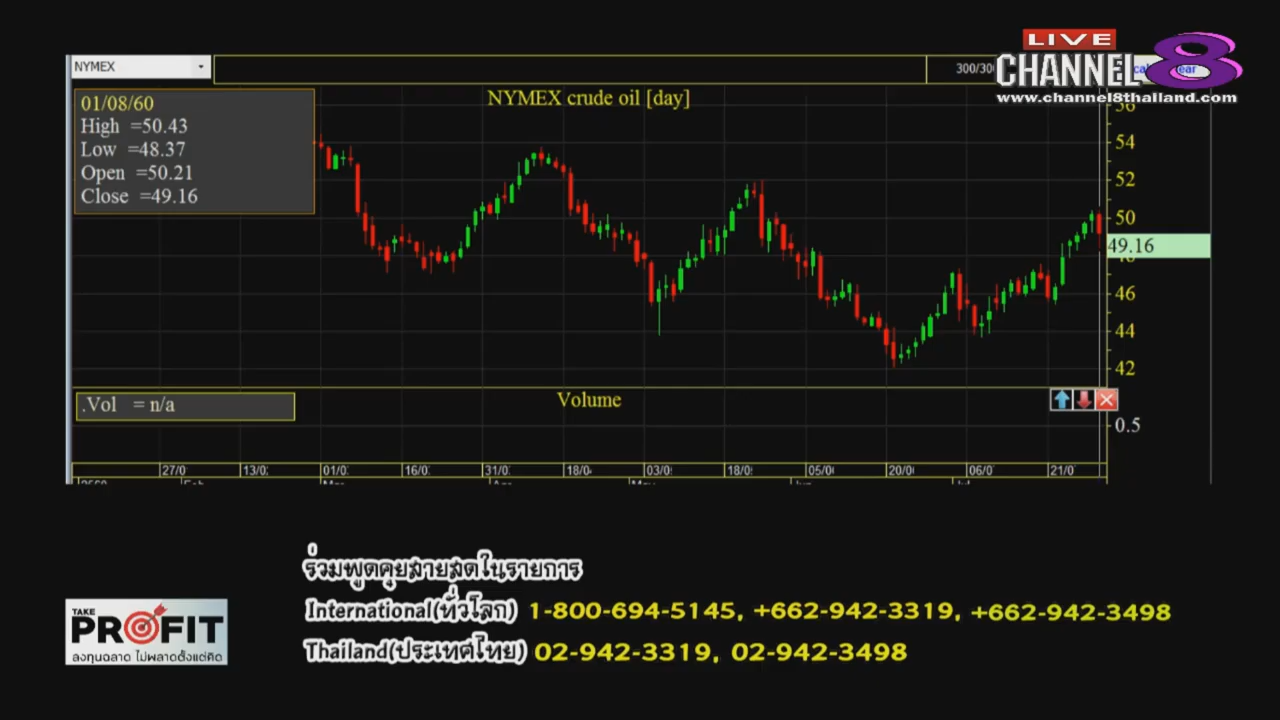 LIVE
CHANNEL 8
www.channel8thailand.com
NYMEX
300/300
01/08/60
High =50.43
Low =48.37
Open =50.21
Close =49.16
NYMEX crude oil [day]
56
54
52
50
49.16
48
46
44
42
.Vol = n/a
Volume
0.5
27/0
13/0
01/0
16/0
31/0
18/0
03/0
18/0
05/0
20/0
06/0
21/0
ร่วมพูดคุยสายสดในรายการ
International(ทั่วโลก) 1-800-694-5145, +662-942-3319, +662-942-3498
Thailand(ประเทศไทย) 02-942-3319, 02-942-3498
TAKE
PROFIT
ลงทุนฉลาด ไม่พลาดตั้งแต่คิด